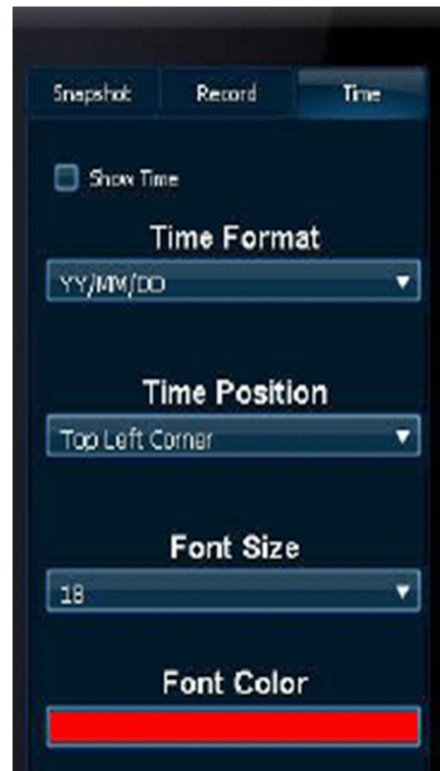 Snapshot Record Time
Show Time
Time Format
YY/MM/DD
Time Position
Top Left Corner
Font Size
18
Font Color